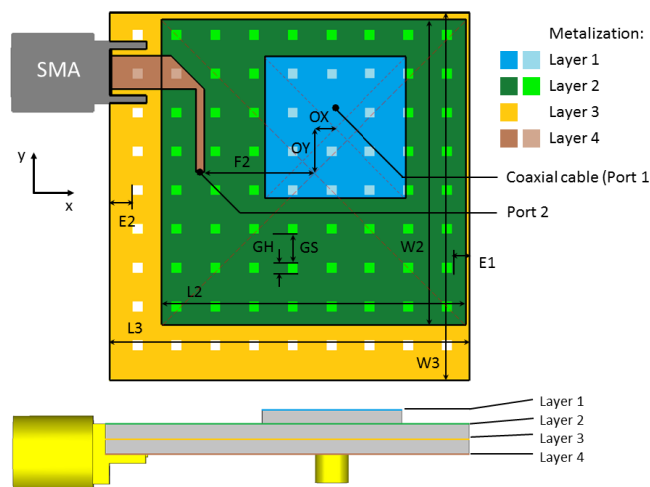 Metalization:
SMA
Layer 1
Layer 2
Layer 3
Layer 4
OX
OY
F2
y
x
Coaxial cable (Port 1
Port 2
E2
GH
GS
W2
E1
L2
L3
W3
Layer 1
Layer 2
Layer 3
Layer 4